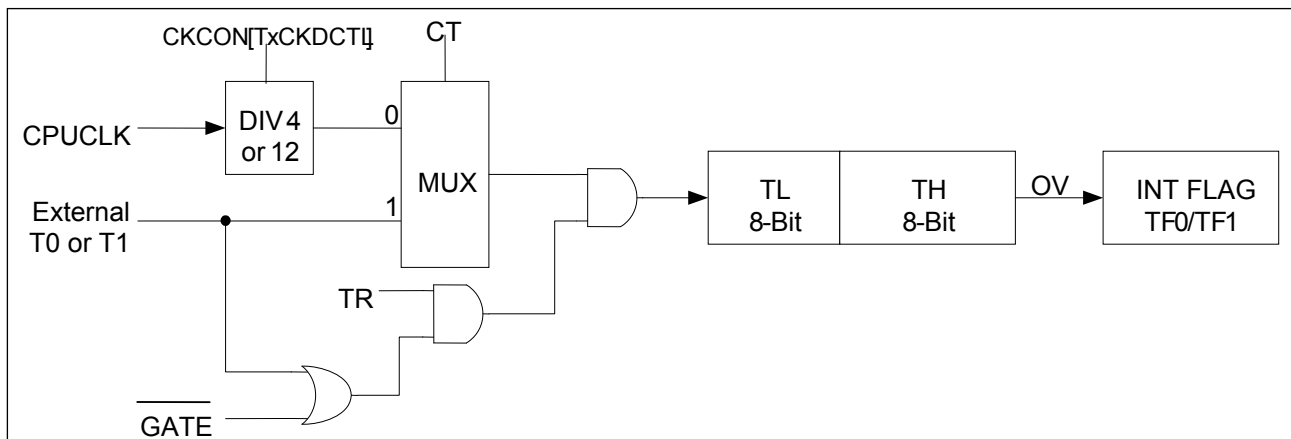 CKCON[TxCKDCTL]
CT
CPUCLK
DIV 4
or 12
0
MUX
External
T0 or T1
1
TL
8-Bit
TH
8-Bit
OV
INT FLAG
TF0/TF1
TR
GATE